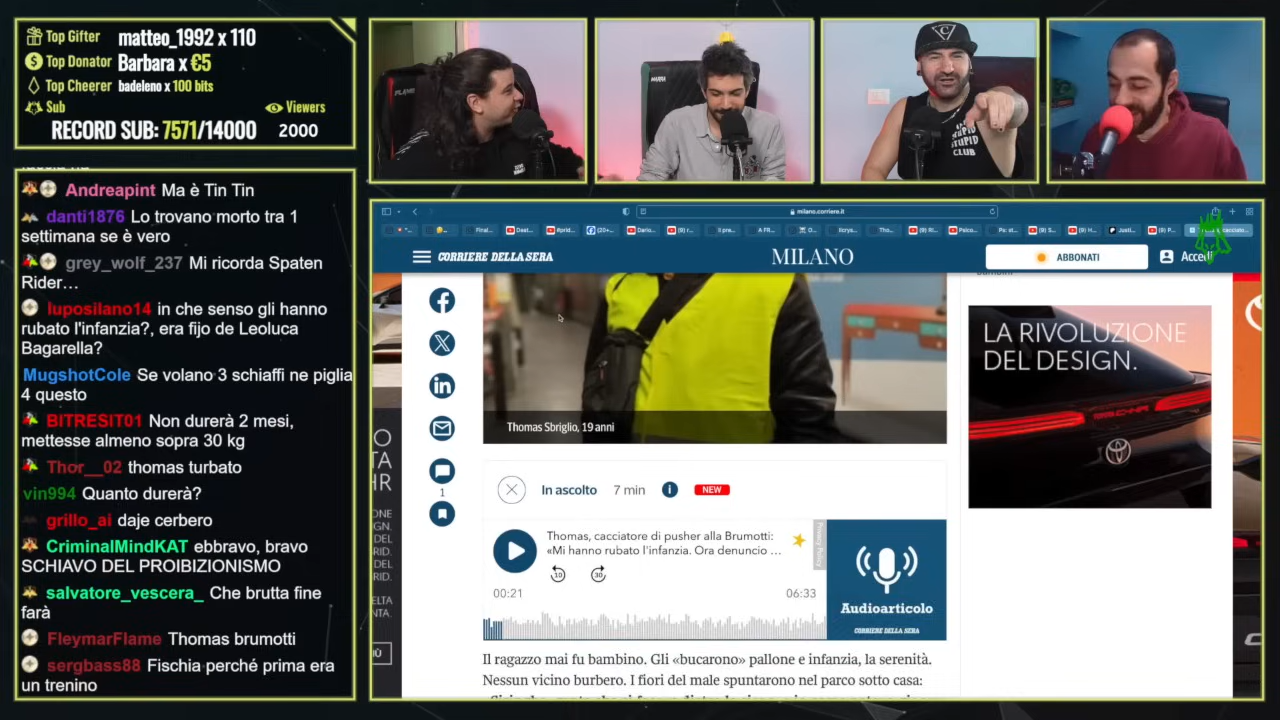 Top Gifter matteo_1992 x 110
Top Donator Barbara x €5
Top Cheerer badeleno x 100 bits
Sub Viewers
RECORD SUB: 7571/14000 2000
Andreapint Ma è Tin Tin
danti1876 Lo trovano morto tra 1
settimana se è vero
grey_wolf_237 Mi ricorda Spaten
Rider…
luposilano14 in che senso gli hanno
rubato l'infanzia?, era fijo de Leoluca
Bagarella?
MugshotCole Se volano 3 schiaffi ne piglia
4 questo
BITRESIT01 Non durerà 2 mesi,
mettesse almeno sopra 30 kg
Thor__02 thomas turbato
vin994 Quanto durerà?
grillo_ai daje cerbero
CriminalMindKAT ebbravo, bravo
SCHIAVO DEL PROIBIZIONISMO
salvatore_vescera_ Che brutta fine
farà
FleymarFlame Thomas brumotti
sergbass88 Fischia perché prima era
un trenino
STUPID
CLUB
milano.corriere.it
CORRIERE DELLA SERA
MILANO
ABBONATI
Accedi
Thomas Sbriglio, 19 anni
1
In ascolto 7 min NEW
Thomas, cacciatore di pusher alla Brumotti:
«Mi hanno rubato l'infanzia. Ora denuncio …
Privacy Policy
10 30
00:21 06:33
Audioarticolo
CORRIERE DELLA SERA
Il ragazzo mai fu bambino. Gli «bucarono» pallone e infanzia, la serenità.
Nessun vicino burbero. I fiori del male spuntarono nel parco sotto casa:
LA RIVOLUZIONE
DEL DESIGN.